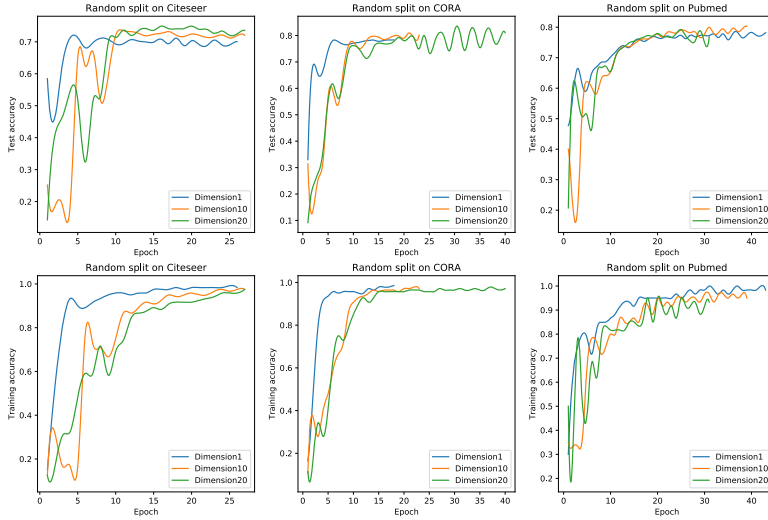 Random split on Citeseer
Test accuracy
0.7
0.6
0.5
0.4
0.3
0.2
0 5 10 15 20 25
Epoch
Dimension1
Dimension10
Dimension20
Random split on CORA
Test accuracy
0.8
0.7
0.6
0.5
0.4
0.3
0.2
0.1
0 5 10 15 20 25 30 35 40
Epoch
Dimension1
Dimension10
Dimension20
Random split on Pubmed
Test accuracy
0.8
0.7
0.6
0.5
0.4
0.3
0.2
0 10 20 30 40
Epoch
Dimension1
Dimension10
Dimension20
Random split on Citeseer
Training accuracy
1.0
0.8
0.6
0.4
0.2
0 5 10 15 20 25
Epoch
Dimension1
Dimension10
Dimension20
Random split on CORA
Training accuracy
1.0
0.8
0.6
0.4
0.2
0 5 10 15 20 25 30 35 40
Epoch
Dimension1
Dimension10
Dimension20
Random split on Pubmed
Training accuracy
1.0
0.9
0.8
0.7
0.6
0.5
0.4
0.3
0.2
0 10 20 30 40
Epoch
Dimension1
Dimension10
Dimension20